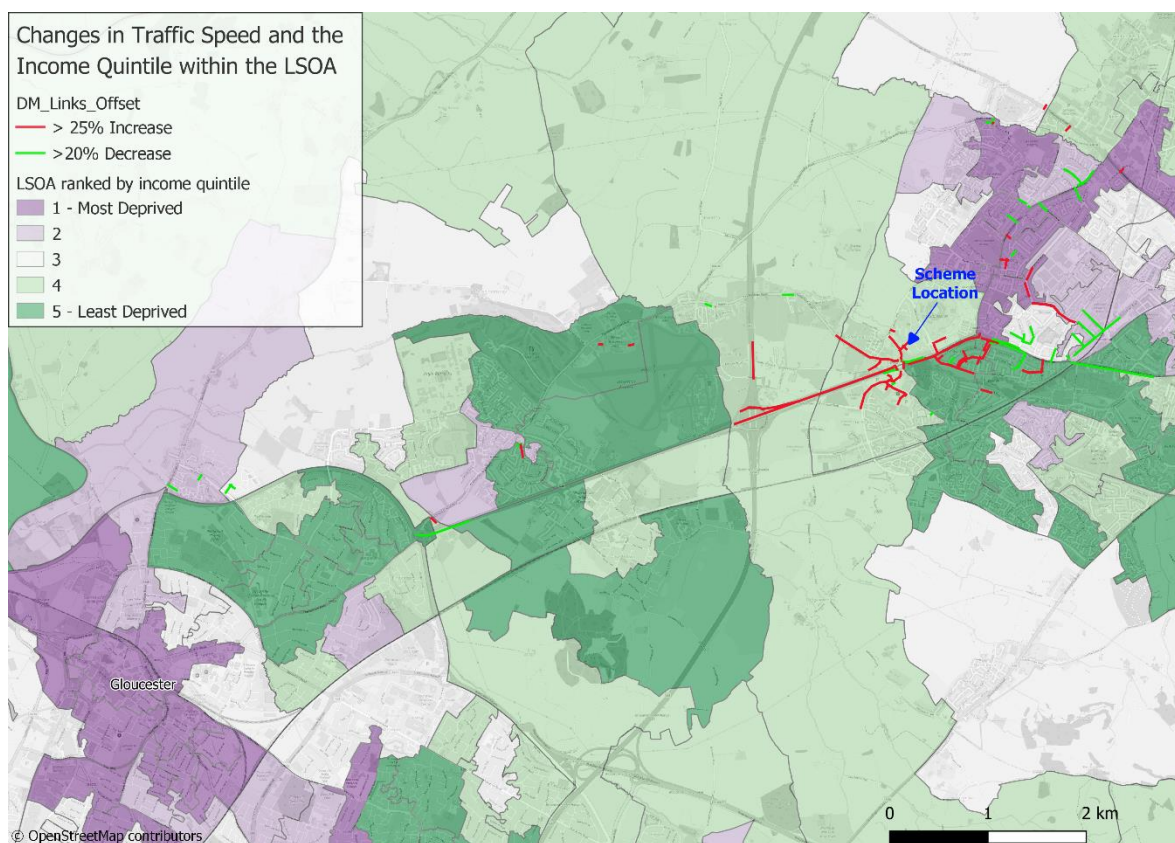 Changes in Traffic Speed and the
Income Quintile within the LSOA
DM_Links_Offset
> 25% Increase
>20% Decrease
LSOA ranked by income quintile
1 - Most Deprived
2
3
4
5 - Least Deprived
Scheme
Location
Gloucester
0 1 2 km
© OpenStreetMap contributors